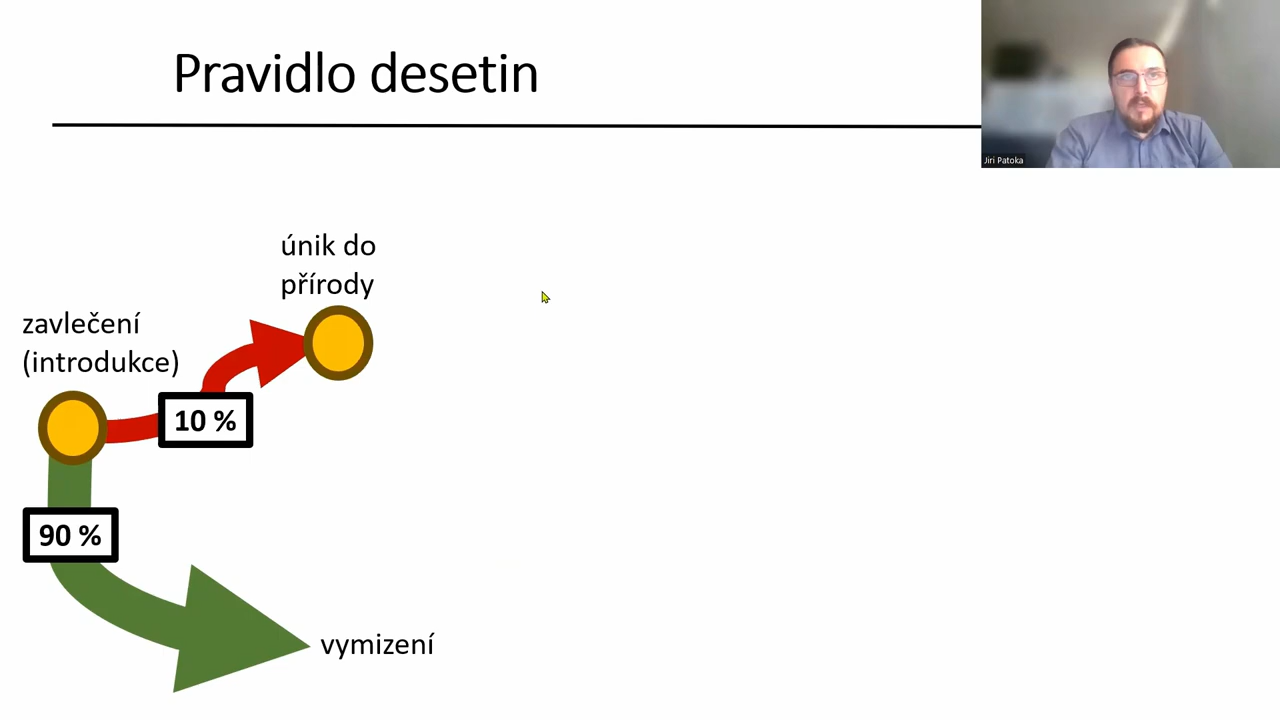 Pravidlo desetin
Jiri Patoka
únik do
přírody
zavlečení
(introdukce)
10 %
90 %
vymizení